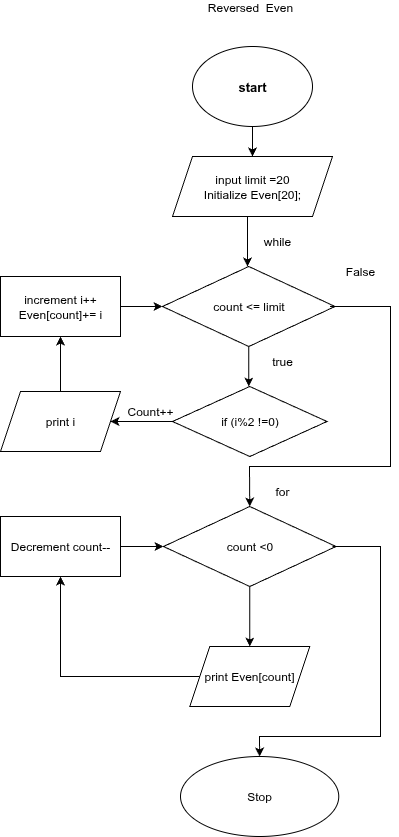 Reversed Even
start
input limit =20
Initialize Even[20];
while
False
increment i++
Even[count]+= i
count <= limit
true
Count++
print i
if (i%2 !=0)
for
Decrement count--
count <0
print Even[count]
Stop